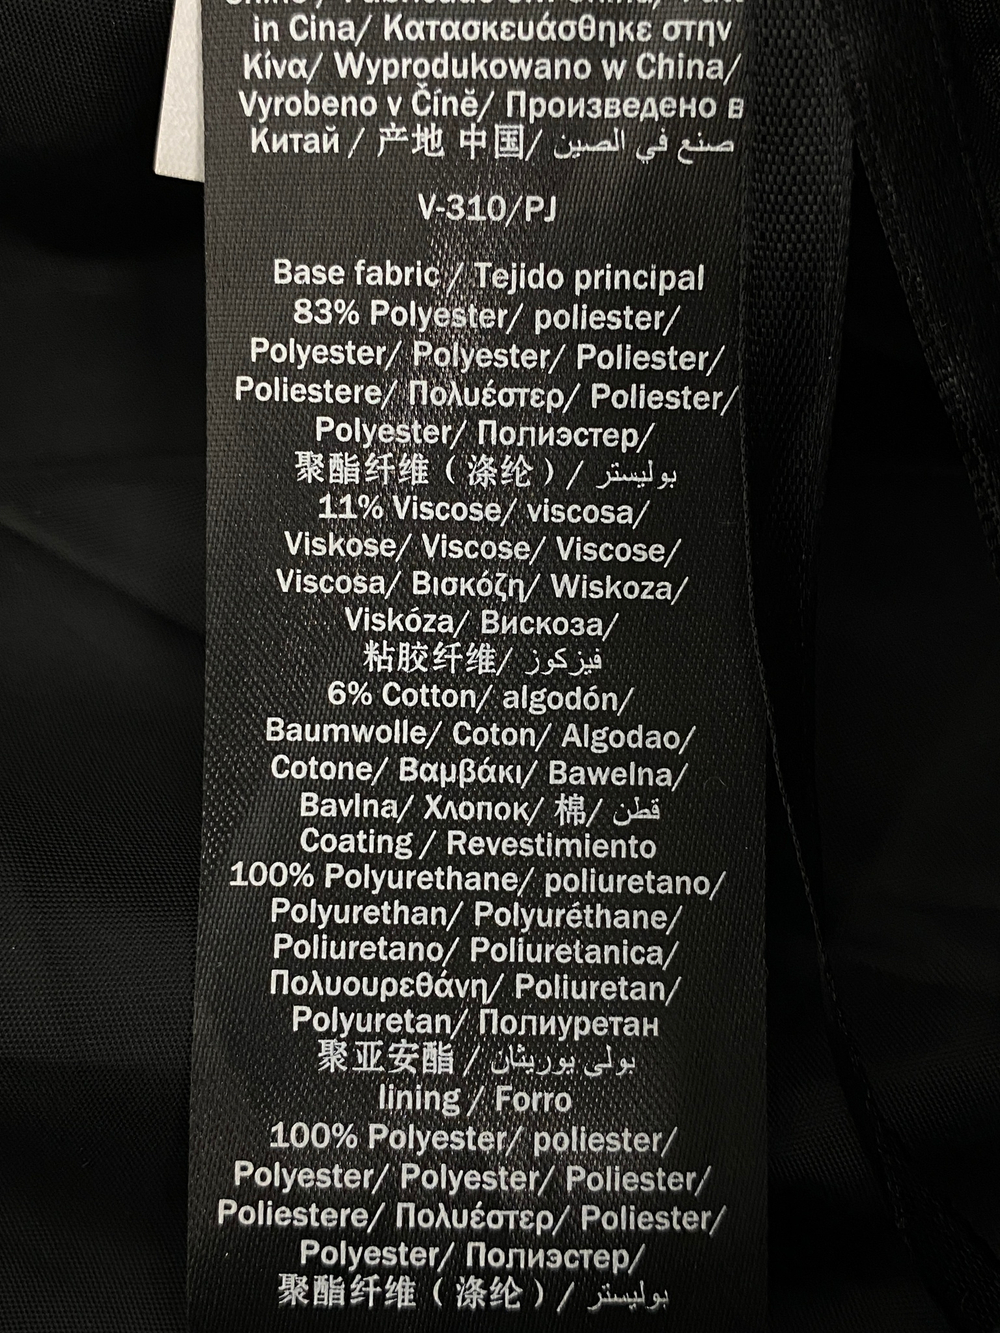 in Cina/ Κατασκευάσθηκε στην
Κίνα/ Wyprodukowano w China/
Vyrobeno v Číně/ Произведено в
Китай / 产地 中国/ صنع في الصين
V-310/PJ
Base fabric / Tejido principal
83% Polyester/ poliester/
Polyester/ Polyester/ Poliester/
Poliestere/ Πολυέστερ/ Poliester/
Polyester/ Полиэстер/
聚酯纤维（涤纶）/ بوليستر
11% Viscose/ viscosa/
Viskose/ Viscose/ Viscose/
Viscosa/ Βισκόζη/ Wiskoza/
Viskóza/ Вискоза/
粘胶纤维/ فيزكوز
6% Cotton/ algodón/
Baumwolle/ Coton/ Algodao/
Cotone/ Βαμβάκι/ Bawelna/
Bavlna/ Хлопок/ 棉/ قطن
Coating / Revestimiento
100% Polyurethane/ poliuretano/
Polyurethan/ Polyuréthane/
Poliuretano/ Poliuretanica/
Πολυουρεθάνη/ Poliuretan/
Polyuretan/ Полиуретан
聚亚安酯 / بولى يوريثان
lining / Forro
100% Polyester/ poliester/
Polyester/ Polyester/ Poliester/
Poliestere/ Πολυέστερ/ Poliester/
Polyester/ Полиэстер/
聚酯纤维（涤纶）/ بوليستر